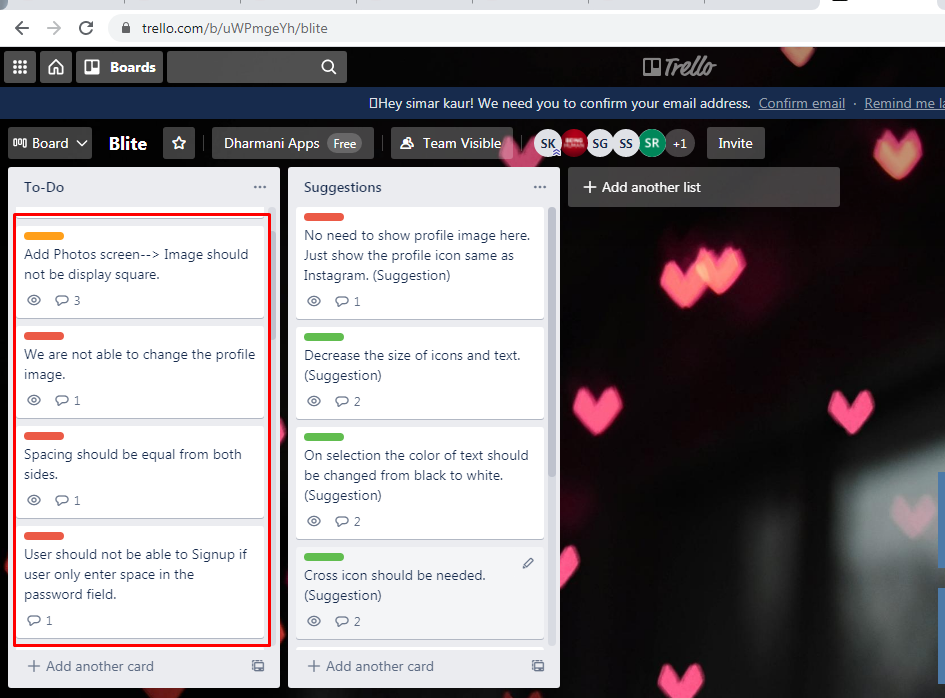 trello.com/b/uWPmgeYh/blite
Boards
Trello
Hey simar kaur! We need you to confirm your email address. Confirm email · Remind me
Board
Blite
Dharmani Apps Free
Team Visible
SK
SG
SS
SR
+1
Invite
To-Do
Add Photos screen--> Image should
not be display square.
3
We are not able to change the profile
image.
1
Spacing should be equal from both
sides.
1
User should not be able to Signup if
user only enter space in the
password field.
1
+ Add another card
Suggestions
No need to show profile image here.
Just show the profile icon same as
Instagram. (Suggestion)
1
Decrease the size of icons and text.
(Suggestion)
2
On selection the color of text should
be changed from black to white.
(Suggestion)
2
Cross icon should be needed.
(Suggestion)
2
+ Add another card
+ Add another list